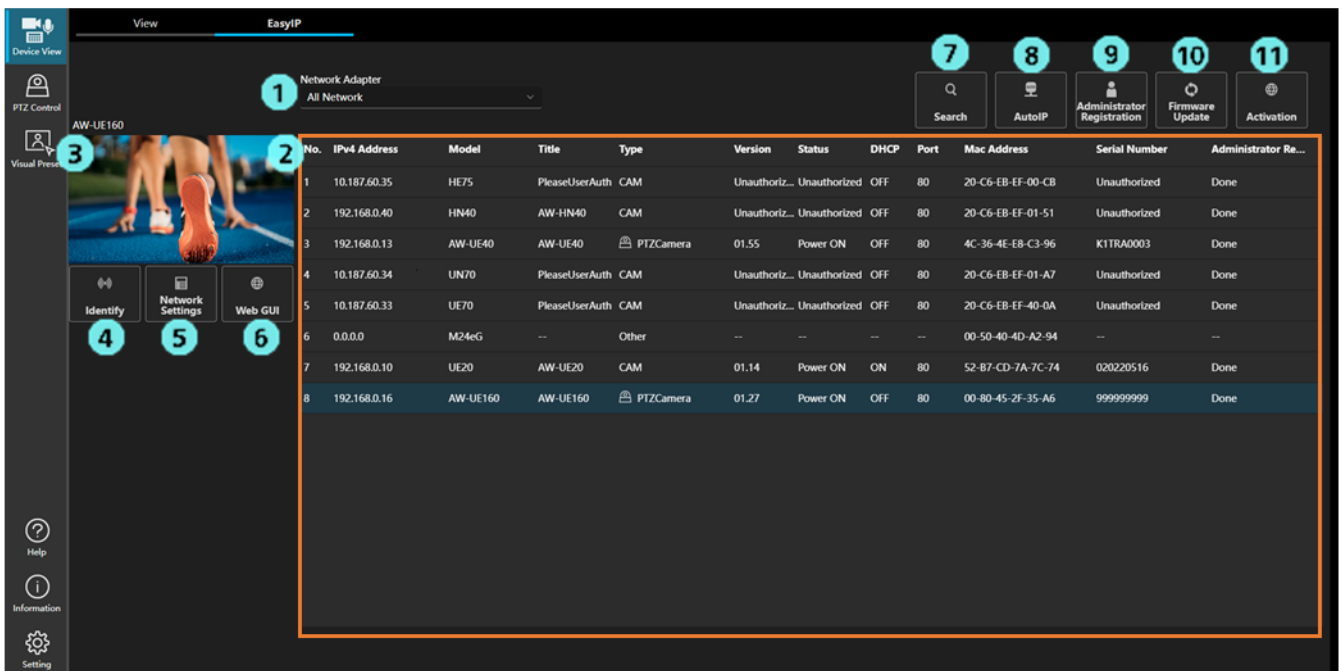 View EasyIP
Device View
PTZ Control
Visual Prese
Help
Information
Setting
1 Network Adapter
All Network
7 8 9 10 11
Search AutoIP Administrator Registration Firmware Update Activation
AW-UE160
3
Identify Network Settings Web GUI
4 5 6
2
No. IPv4 Address Model Title Type Version Status DHCP Port Mac Address Serial Number Administrator Re...
1 10.187.60.35 HE75 PleaseUserAuth CAM Unauthoriz... Unauthorized OFF 80 20-C6-EB-EF-00-CB Unauthorized Done
2 192.168.0.40 HN40 AW-HN40 CAM Unauthoriz... Unauthorized OFF 80 20-C6-EB-EF-01-51 Unauthorized Done
3 192.168.0.13 AW-UE40 AW-UE40 PTZCamera 01.55 Power ON OFF 80 4C-36-4E-E8-C3-96 K1TRA0003 Done
4 10.187.60.34 UN70 PleaseUserAuth CAM Unauthoriz... Unauthorized OFF 80 20-C6-EB-EF-01-A7 Unauthorized Done
5 10.187.60.33 UE70 PleaseUserAuth CAM Unauthoriz... Unauthorized OFF 80 20-C6-EB-EF-40-0A Unauthorized Done
6 0.0.0.0 M24eG -- Other -- -- -- -- 00-50-40-4D-A2-94 -- --
7 192.168.0.10 UE20 AW-UE20 CAM 01.14 Power ON ON 80 52-B7-CD-7A-7C-74 020220516 Done
8 192.168.0.16 AW-UE160 AW-UE160 PTZCamera 01.27 Power ON OFF 80 00-80-45-2F-35-A6 999999999 Done